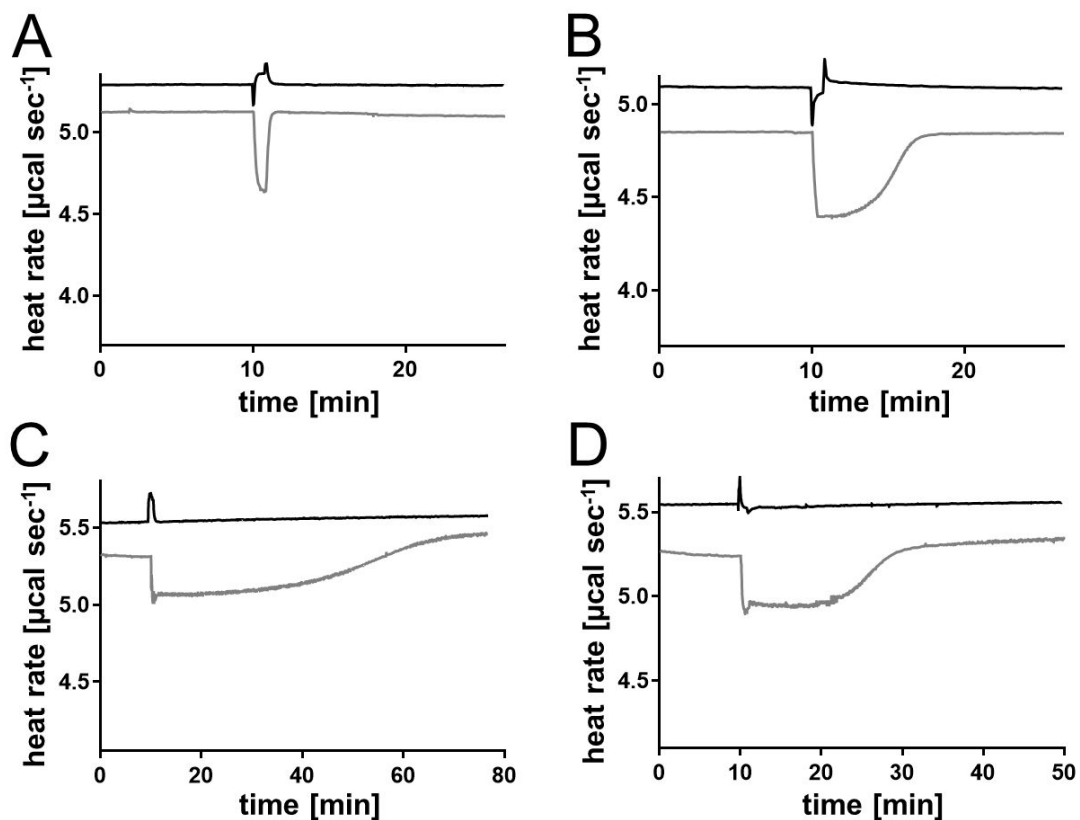 A
heat rate [µcal sec⁻¹]
5.0
4.5
4.0
0 10 20
time [min]
B
heat rate [µcal sec⁻¹]
5.0
4.5
4.0
0 10 20
time [min]
C
heat rate [µcal sec⁻¹]
5.5
5.0
4.5
0 20 40 60 80
time [min]
D
heat rate [µcal sec⁻¹]
5.5
5.0
4.5
0 10 20 30 40 50
time [min]